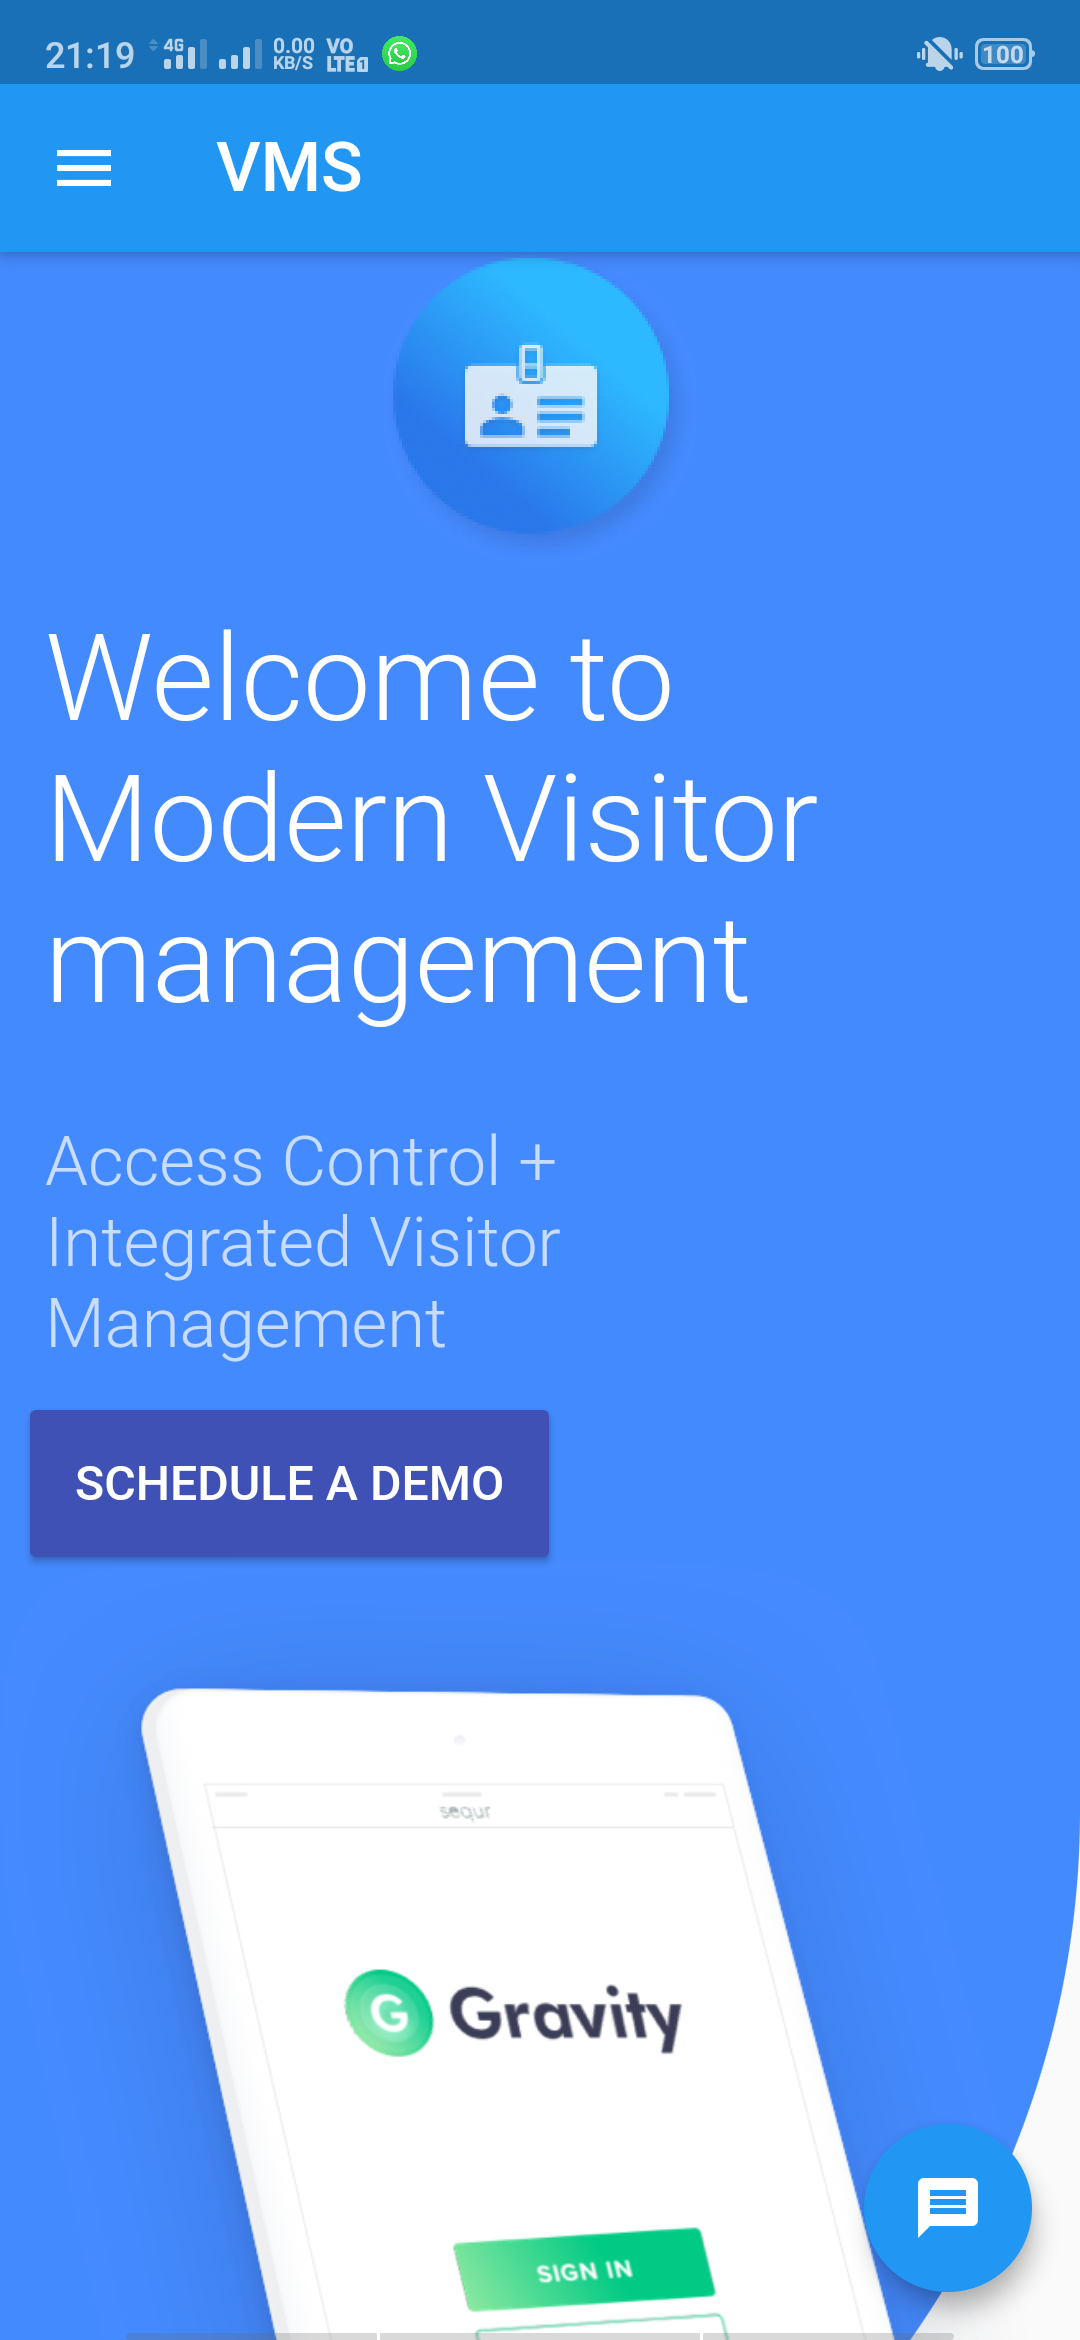 21:19 4G 0.00 KB/S VO LTE1 100
VMS
Welcome to
Modern Visitor
management
Access Control +
Integrated Visitor
Management
SCHEDULE A DEMO
sequr
G Gravity
SIGN IN